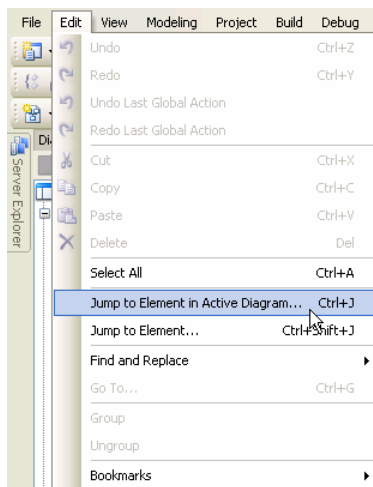 File Edit View Modeling Project Build Debug
Undo Ctrl+Z
Redo Ctrl+Y
Undo Last Global Action
Redo Last Global Action
Cut Ctrl+X
Copy Ctrl+C
Paste Ctrl+V
Delete Del
Select All Ctrl+A
Jump to Element in Active Diagram... Ctrl+J
Jump to Element... Ctrl+Shift+J
Find and Replace
Go To... Ctrl+G
Group
Ungroup
Bookmarks
Server Explorer